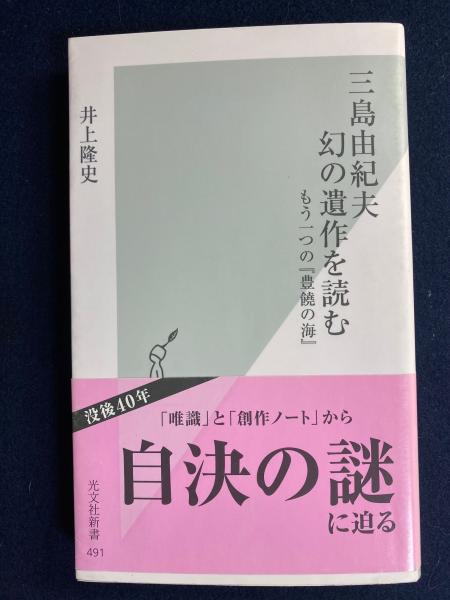 三島由紀夫
幻の遺作を読む
もう一つの『豊饒の海』
井上隆史
没後40年
「唯識」と「創作ノート」から
自決の謎
に迫る
光文社新書
491